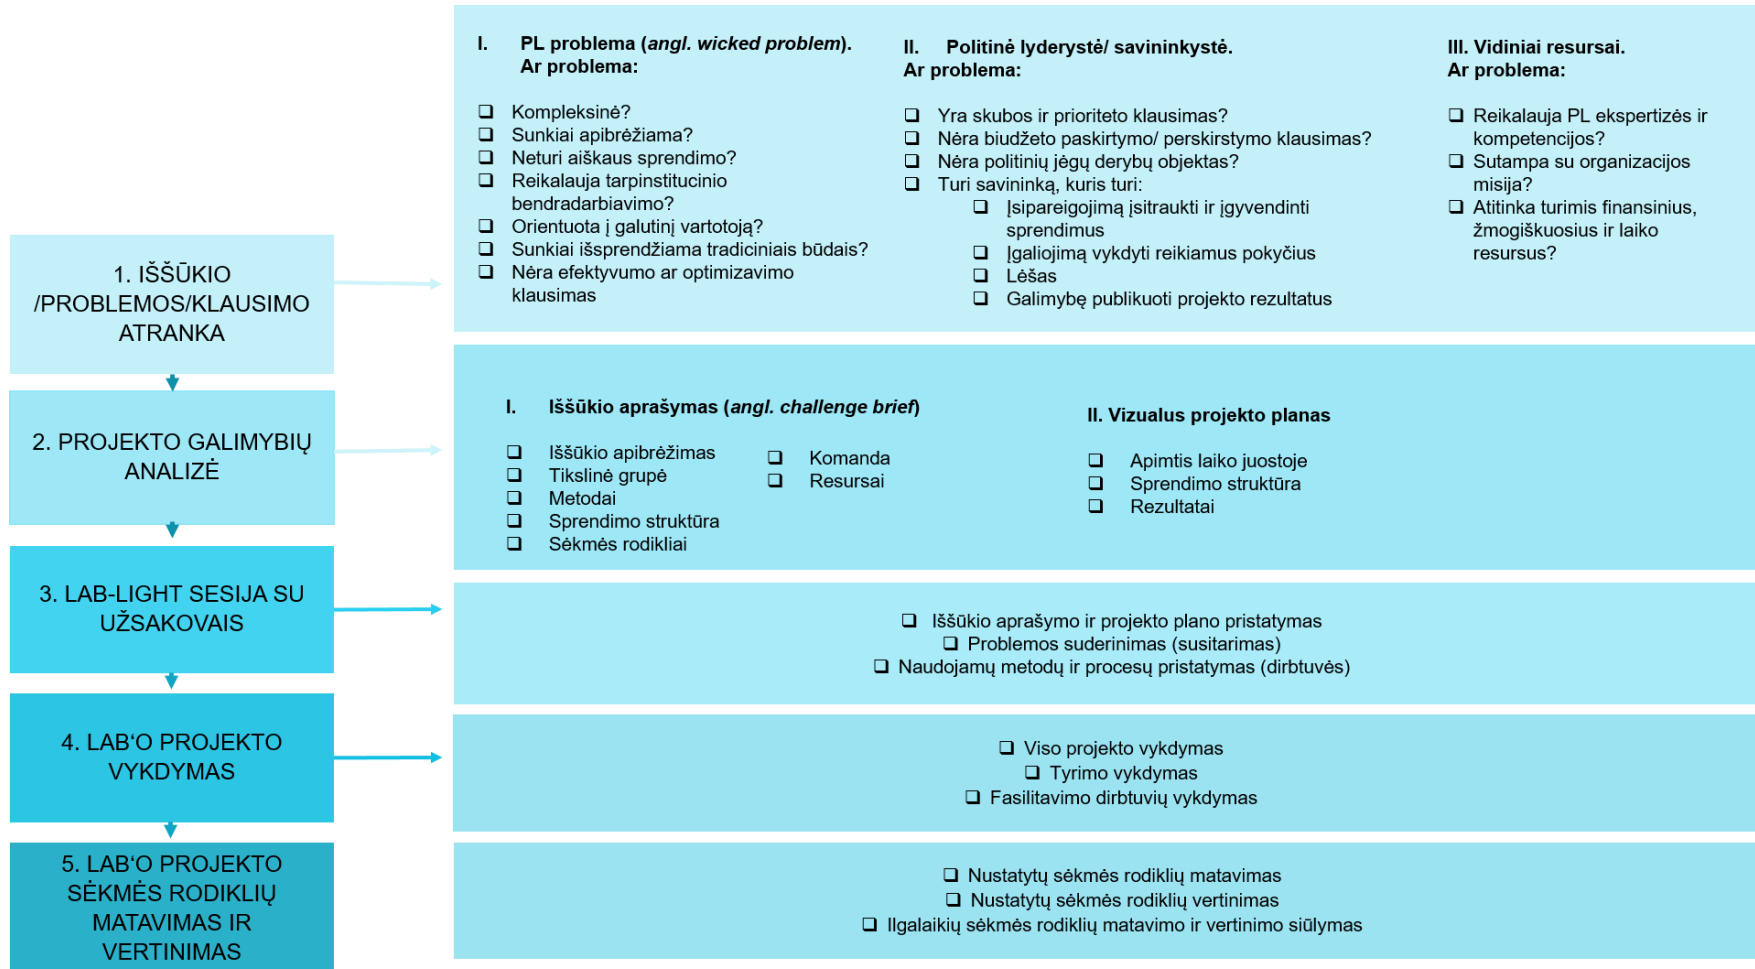 1. IŠŠŪKIO
/PROBLEMOS/KLAUSIMO
ATRANKA
I. PL problema (angl. wicked problem).
Ar problema:
❑ Kompleksinė?
❑ Sunkiai apibrėžiama?
❑ Neturi aiškaus sprendimo?
❑ Reikalauja tarpinstitucinio
bendradarbiavimo?
❑ Orientuota į galutinį vartotoją?
❑ Sunkiai išsprendžiama tradiciniais būdais?
❑ Nėra efektyvumo ar optimizavimo
klausimas
II. Politinė lyderystė/ savininkystė.
Ar problema:
❑ Yra skubos ir prioriteto klausimas?
❑ Nėra biudžeto paskirtymo/ perskirstymo klausimas?
❑ Nėra politinių jėgų derybų objektas?
❑ Turi savininką, kuris turi:
❑ Įsipareigojimą įsitraukti ir įgyvendinti
sprendimus
❑ Įgaliojimą vykdyti reikiamus pokyčius
❑ Lėšas
❑ Galimybę publikuoti projekto rezultatus
III. Vidiniai resursai.
Ar problema:
❑ Reikalauja PL ekspertizės ir
kompetencijos?
❑ Sutampa su organizacijos
misija?
❑ Atitinka turimis finansinius,
žmogiškuosius ir laiko
resursus?
2. PROJEKTO GALIMYBIŲ
ANALIZĖ
I. Iššūkio aprašymas (angl. challenge brief)
❑ Iššūkio apibrėžimas
❑ Tikslinė grupė
❑ Metodai
❑ Sprendimo struktūra
❑ Sėkmės rodikliai
❑ Komanda
❑ Resursai
II. Vizualus projekto planas
❑ Apimtis laiko juostoje
❑ Sprendimo struktūra
❑ Rezultatai
3. LAB-LIGHT SESIJA SU
UŽSAKOVAIS
❑ Iššūkio aprašymo ir projekto plano pristatymas
❑ Problemos suderinimas (susitarimas)
❑ Naudojamų metodų ir procesų pristatymas (dirbtuvės)
4. LAB‘O PROJEKTO
VYKDYMAS
❑ Viso projekto vykdymas
❑ Tyrimo vykdymas
❑ Fasilitavimo dirbtuvių vykdymas
5. LAB‘O PROJEKTO
SĖKMĖS RODIKLIŲ
MATAVIMAS IR
VERTINIMAS
❑ Nustatytų sėkmės rodiklių matavimas
❑ Nustatytų sėkmės rodiklių vertinimas
❑ Ilgalaikių sėkmės rodiklių matavimo ir vertinimo siūlymas